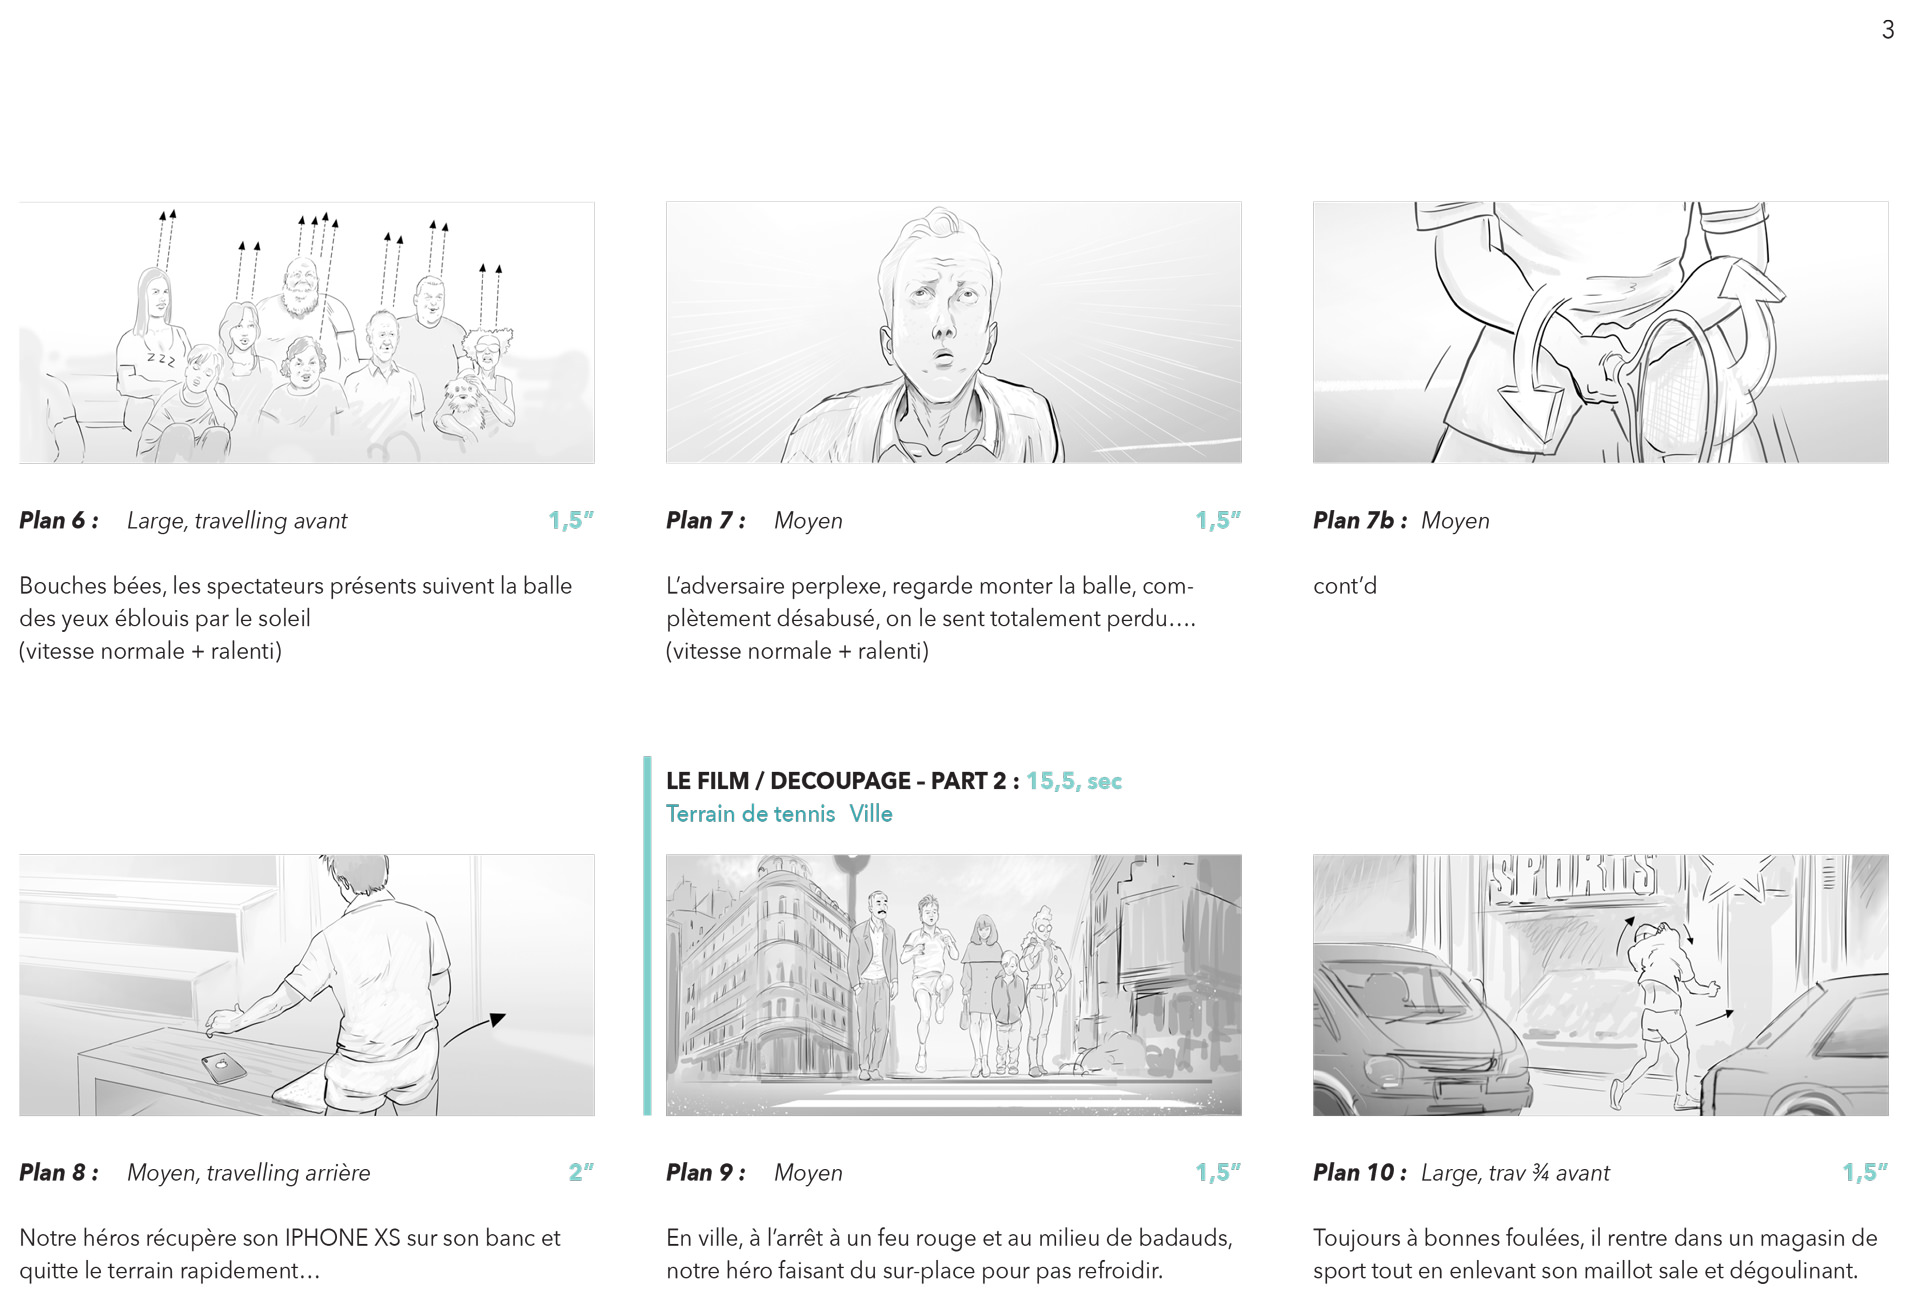 3
ZZZ
Plan 6 : Large, travelling avant 1,5”
Bouches bées, les spectateurs présents suivent la balle
des yeux éblouis par le soleil
(vitesse normale + ralenti)
Plan 7 : Moyen 1,5”
L’adversaire perplexe, regarde monter la balle, com-
plètement désabusé, on le sent totalement perdu….
(vitesse normale + ralenti)
Plan 7b : Moyen
cont’d
Plan 8 : Moyen, travelling arrière 2”
Notre héros récupère son IPHONE XS sur son banc et
quitte le terrain rapidement…
LE FILM / DECOUPAGE – PART 2 : 15,5, sec
Terrain de tennis Ville
Plan 9 : Moyen 1,5”
En ville, à l’arrêt à un feu rouge et au milieu de badauds,
notre héro faisant du sur-place pour pas refroidir.
SPORTS
Plan 10 : Large, trav ¾ avant 1,5”
Toujours à bonnes foulées, il rentre dans un magasin de
sport tout en enlevant son maillot sale et dégoulinant.